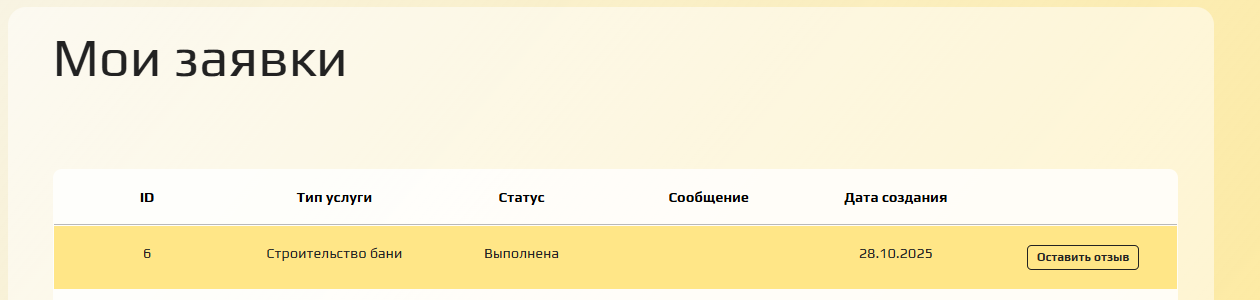 Мои заявки
ID Тип услуги Статус Сообщение Дата создания
6 Строительство бани Выполнена 28.10.2025 Оставить отзыв